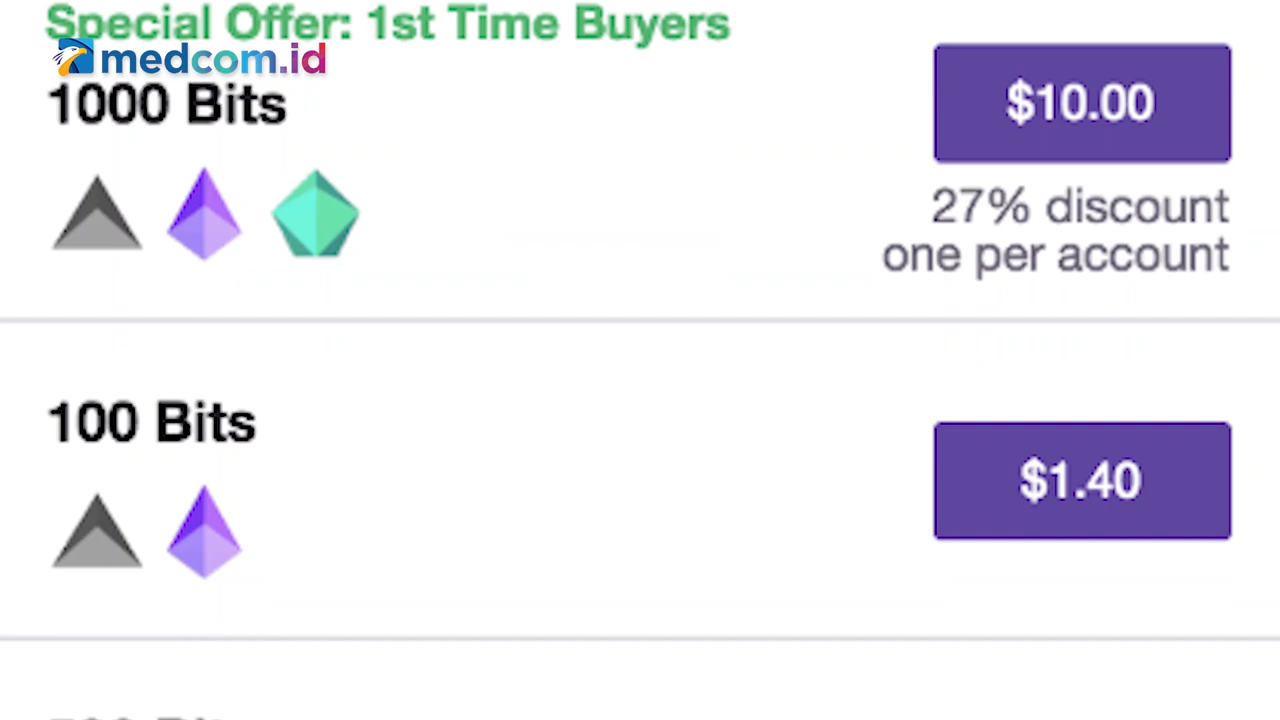 Special Offer: 1st Time Buyers
medcom.id
1000 Bits
$10.00
27% discount
one per account
100 Bits
$1.40